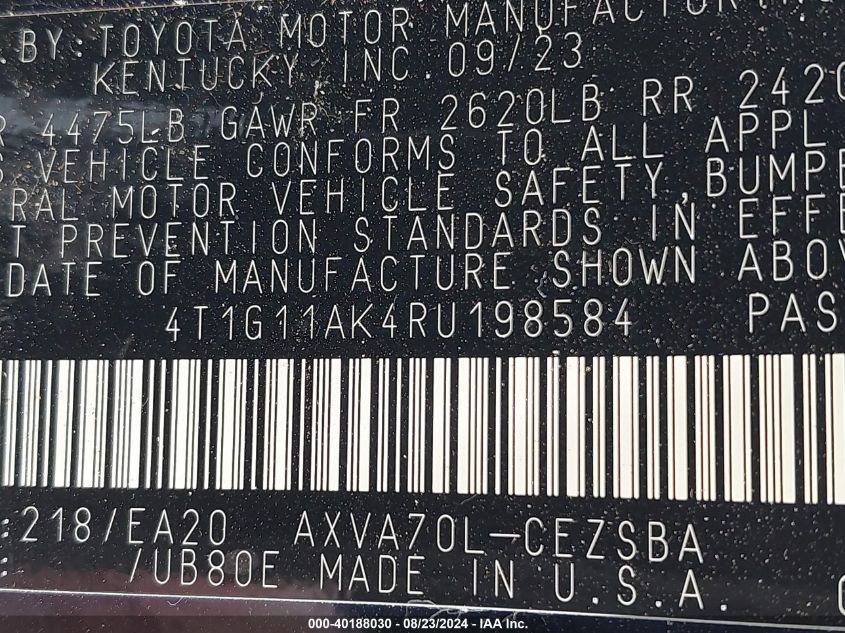 BY: TOYOTA MOTOR MANUFACTURING
KENTUCKY INC 09/23
R 4475LB GAWR FR 2620LB RR 2420
S VEHICLE CONFORMS TO ALL APPL
RAL MOTOR VEHICLE SAFETY, BUMPE
T PREVENTION STANDARDS IN EFFE
DATE OF MANUFACTURE SHOWN ABOV
4T1G11AK4RU198584 PAS
:218/EA20 AXVA70L-CEZSBA
/UB80E MADE IN U.S.A.
000-40188030 - 08/23/2024 - IAA Inc.